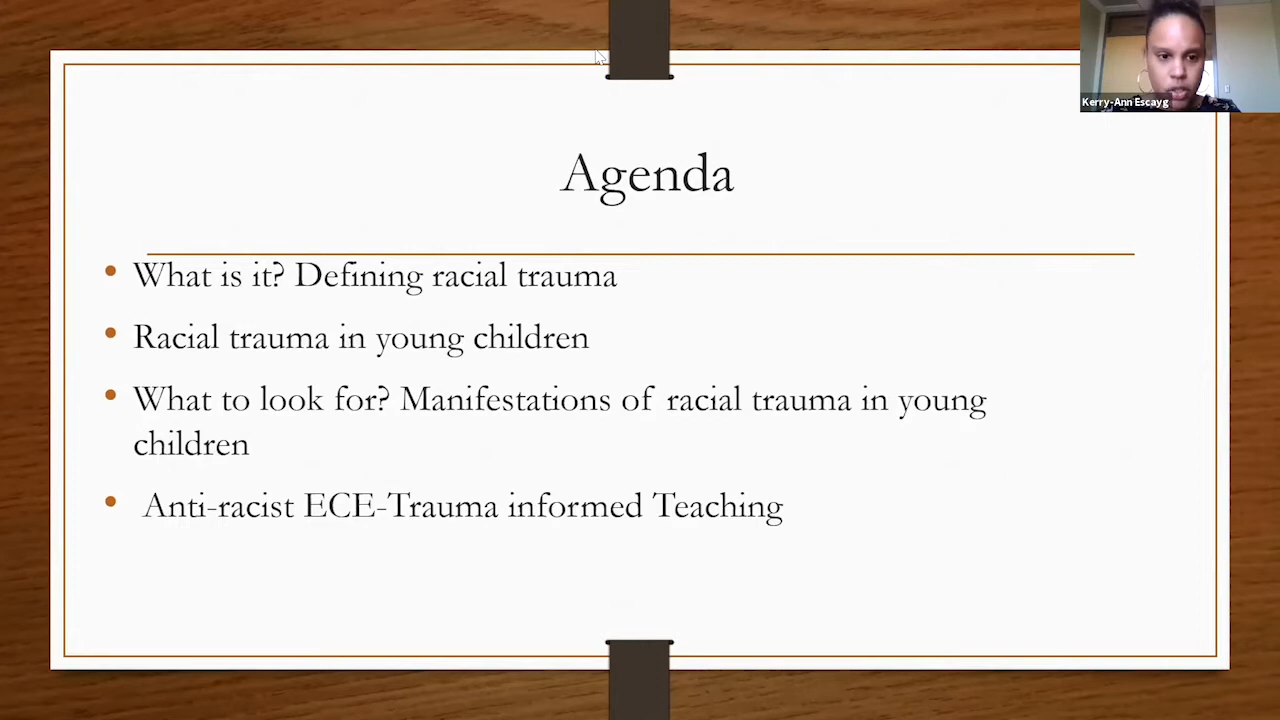 Kerry-Ann Escayg
Agenda
• What is it? Defining racial trauma
• Racial trauma in young children
• What to look for? Manifestations of racial trauma in young
children
• Anti-racist ECE-Trauma informed Teaching